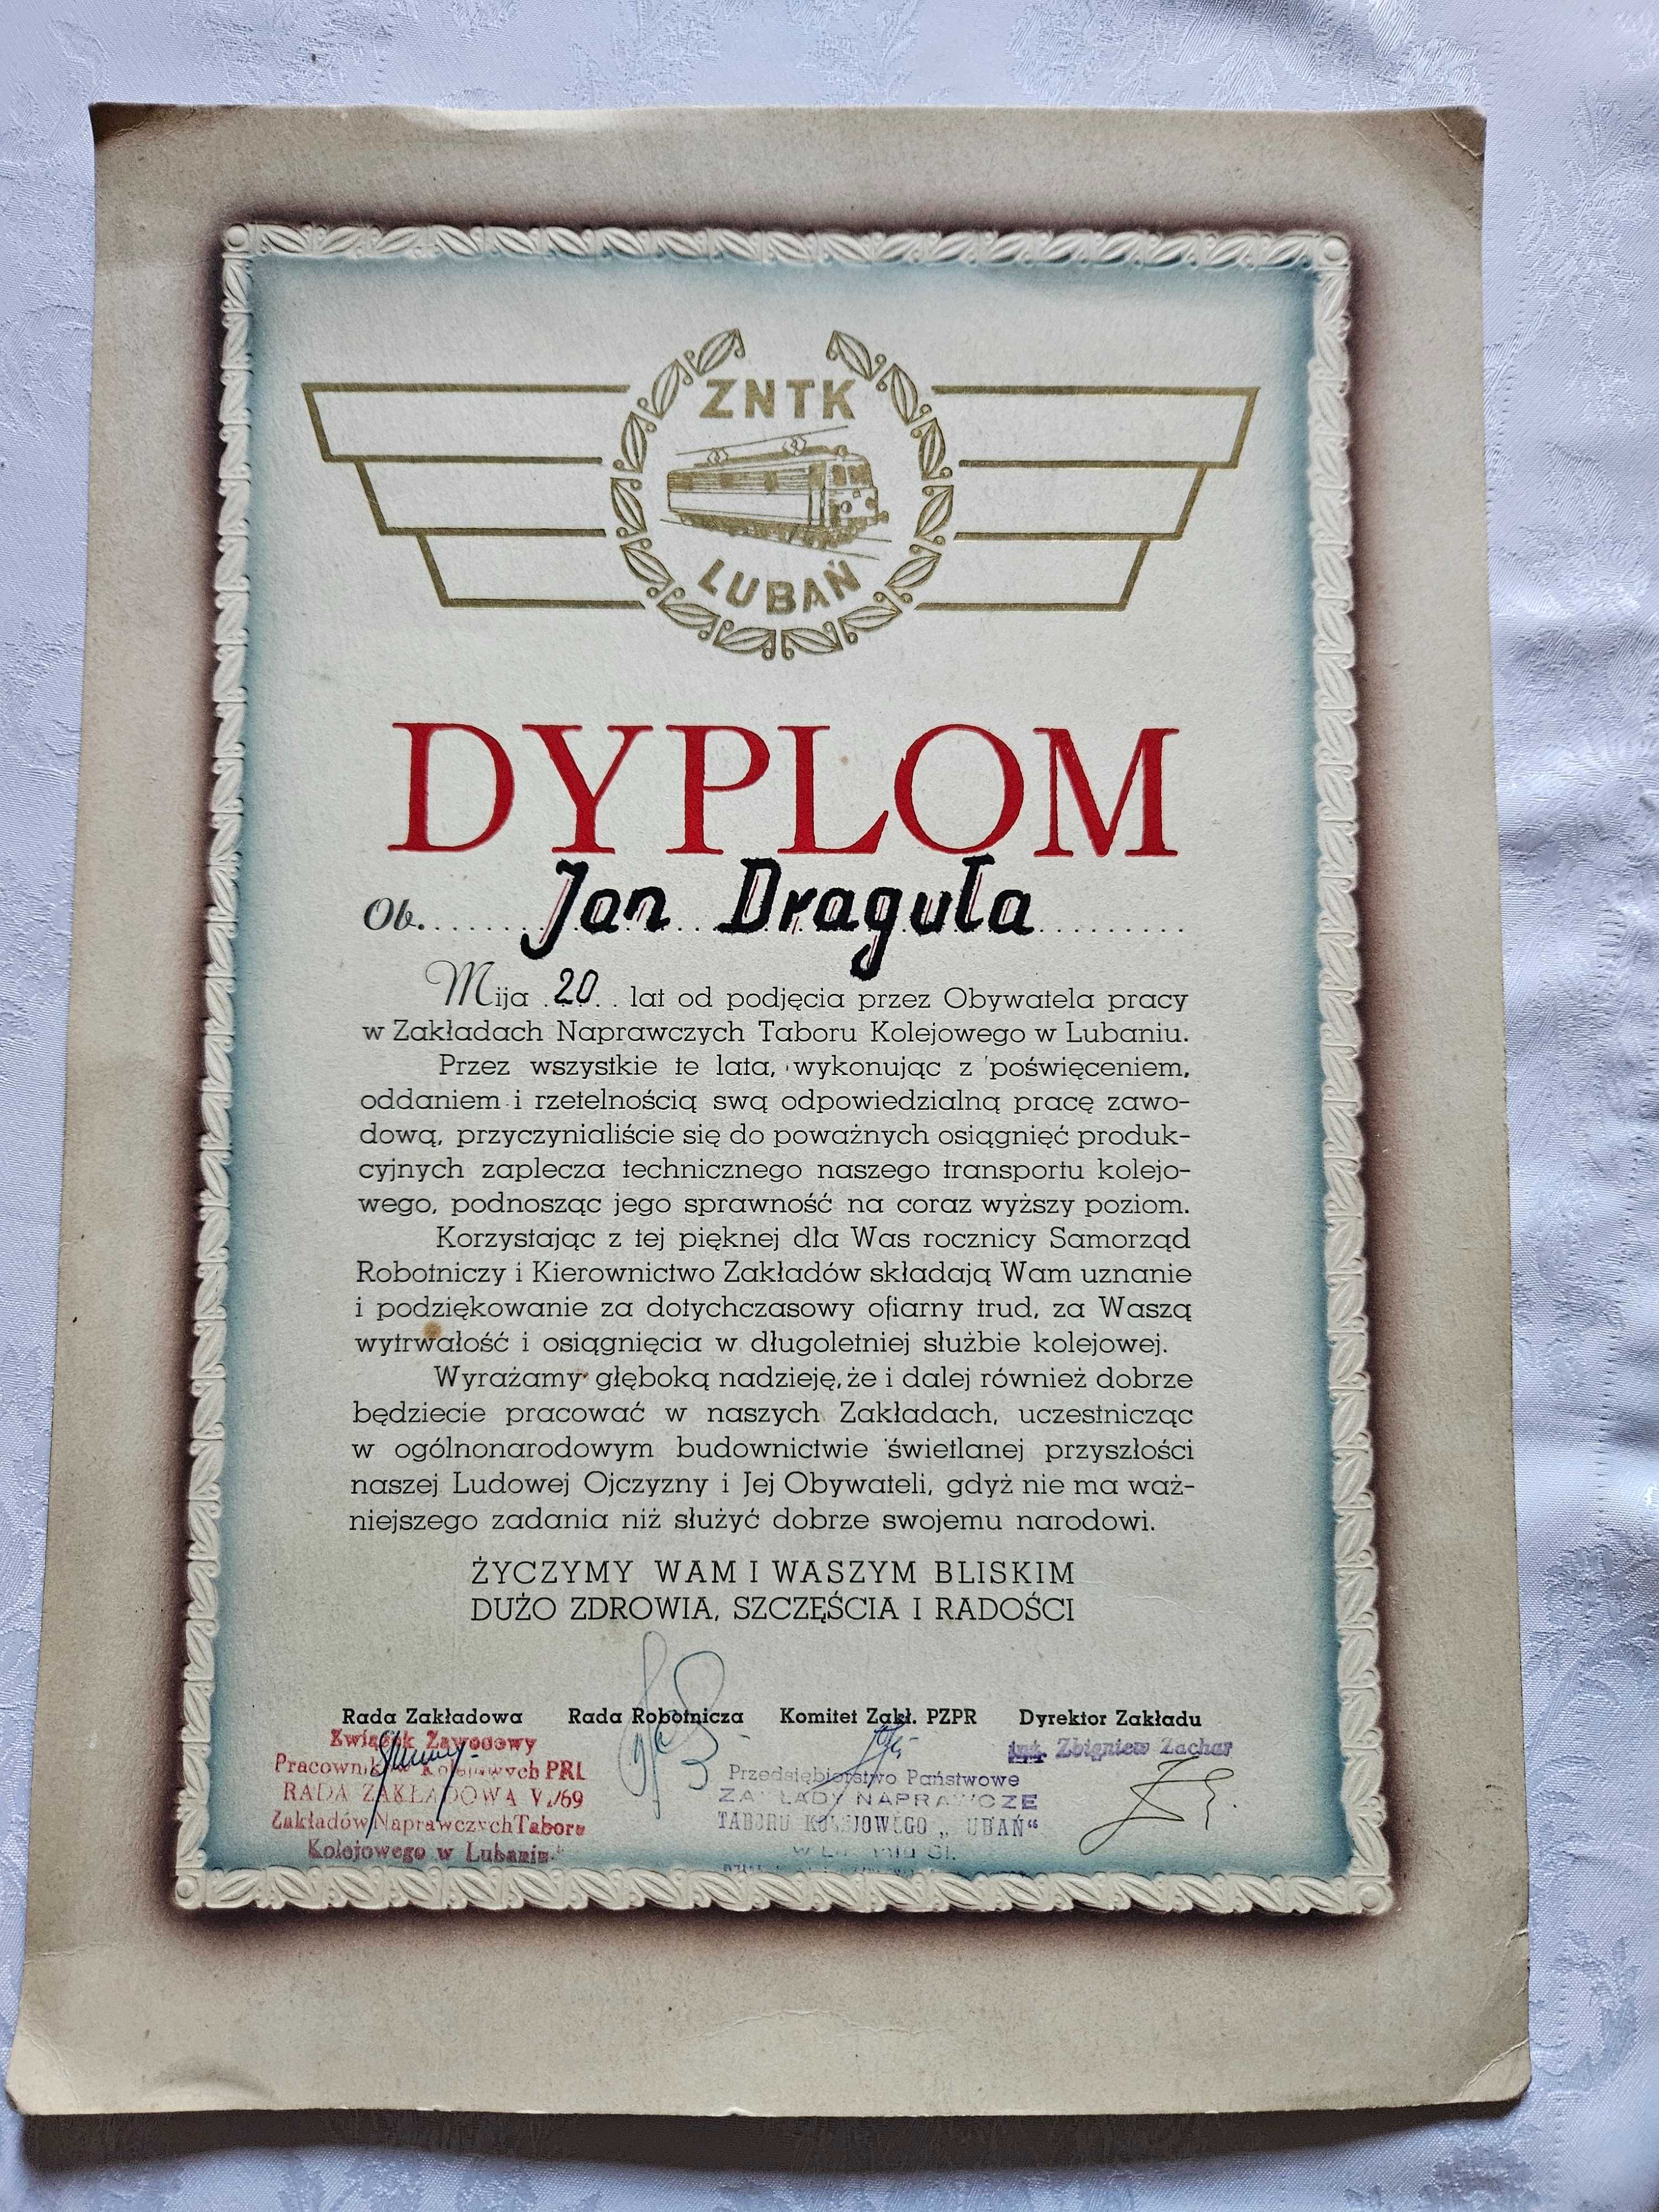 ZNTK
LUBAŃ
DYPLOM
Ob. Jan Draguła
Mija 20 lat od podjęcia przez Obywatela pracy
w Zakładach Naprawczych Taboru Kolejowego w Lubaniu.
Przez wszystkie te lata, wykonując z poświęceniem,
oddaniem i rzetelnością swą odpowiedzialną pracę zawo-
dową, przyczynialiście się do poważnych osiągnięć produk-
cyjnych zaplecza technicznego naszego transportu kolejo-
wego, podnosząc jego sprawność na coraz wyższy poziom.
Korzystając z tej pięknej dla Was rocznicy Samorząd
Robotniczy i Kierownictwo Zakładów składają Wam uznanie
i podziękowanie za dotychczasowy ofiarny trud, za Waszą
wytrwałość i osiągnięcia w długoletniej służbie kolejowej.
Wyrażamy głęboką nadzieję, że i dalej również dobrze
będziecie pracować w naszych Zakładach, uczestnicząc
w ogólnonarodowym budownictwie świetlanej przyszłości
naszej Ludowej Ojczyzny i Jej Obywateli, gdyż nie ma waż-
niejszego zadania niż służyć dobrze swojemu narodowi.
ŻYCZYMY WAM I WASZYM BLISKIM
DUŻO ZDROWIA, SZCZĘŚCIA I RADOŚCI
Rada Zakładowa Rada Robotnicza Komitet Zakł. PZPR Dyrektor Zakładu
Związek Zawodowy
Pracowników Kolejowych PRL
RADA ZAKŁADOWA
Zakładów Naprawczych Taboru
Kolejowego w Lubaniu
inż. Zbigniew Zachar
Przedsiębiorstwo Państwowe
ZAKŁADY NAPRAWCZE
TABORU KOLEJOWEGO „LUBAŃ“